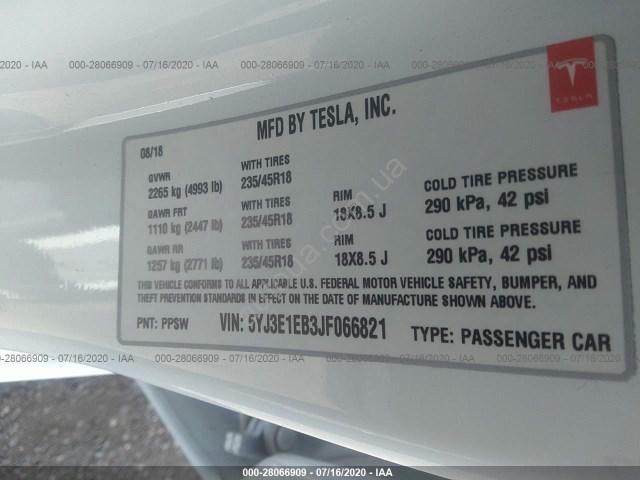 000-28066909 - 07/16/2020 - IAA
TESLA
MFD BY TESLA, INC.
08/18
GVWR WITH TIRES
2265 kg (4993 lb) 235/45R18
GAWR FRT WITH TIRES RIM COLD TIRE PRESSURE
1110 kg (2447 lb) 235/45R18 18X8.5 J 290 kPa, 42 psi
GAWR RR WITH TIRES RIM COLD TIRE PRESSURE
1257 kg (2771 lb) 235/45R18 18X8.5 J 290 kPa, 42 psi
THIS VEHICLE CONFORMS TO ALL APPLICABLE U.S. FEDERAL MOTOR VEHICLE SAFETY, BUMPER, AND
THEFT PREVENTION STANDARDS IN EFFECT ON THE DATE OF MANUFACTURE SHOWN ABOVE.
PNT: PPSW VIN: 5YJ3E1EB3JF066821 TYPE: PASSENGER CAR
000-28066909 - 07/16/2020 - IAA